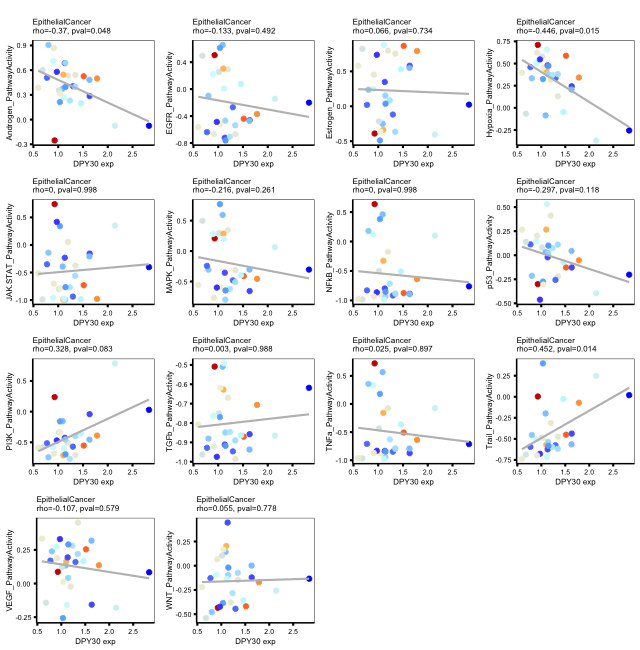 EpithelialCancer
rho=-0.37, pval=0.048
Androgen_PathwayActivity
0.9
0.6
0.3
0.0
-0.3
0.5 1.0 1.5 2.0 2.5
DPY30 exp
EpithelialCancer
rho=-0.133, pval=0.492
EGFR_PathwayActivity
0.8
0.4
0.0
-0.4
-0.8
0.5 1.0 1.5 2.0 2.5
DPY30 exp
EpithelialCancer
rho=0.066, pval=0.734
Estrogen_PathwayActivity
0.5
0.0
-0.5
0.5 1.0 1.5 2.0 2.5
DPY30 exp
EpithelialCancer
rho=-0.446, pval=0.015
Hypoxia_PathwayActivity
0.75
0.50
0.25
0.00
-0.25
0.5 1.0 1.5 2.0 2.5
DPY30 exp
EpithelialCancer
rho=0, pval=0.998
JAK-STAT_PathwayActivity
0.5
0.0
-0.5
-1.0
0.5 1.0 1.5 2.0 2.5
DPY30 exp
EpithelialCancer
rho=-0.216, pval=0.261
MAPK_PathwayActivity
0.5
0.0
-0.5
0.5 1.0 1.5 2.0 2.5
DPY30 exp
EpithelialCancer
rho=0, pval=0.998
NFkB_PathwayActivity
0.5
0.0
-0.5
-1.0
0.5 1.0 1.5 2.0 2.5
DPY30 exp
EpithelialCancer
rho=-0.297, pval=0.118
p53_PathwayActivity
0.50
0.25
0.00
-0.25
-0.50
0.5 1.0 1.5 2.0 2.5
DPY30 exp
EpithelialCancer
rho=0.328, pval=0.083
PI3K_PathwayActivity
0.5
0.0
-0.5
0.5 1.0 1.5 2.0 2.5
DPY30 exp
EpithelialCancer
rho=0.003, pval=0.988
TGFb_PathwayActivity
-0.5
-0.6
-0.7
-0.8
-0.9
-1.0
0.5 1.0 1.5 2.0 2.5
DPY30 exp
EpithelialCancer
rho=0.025, pval=0.897
TNFa_PathwayActivity
0.5
0.0
-0.5
-1.0
0.5 1.0 1.5 2.0 2.5
DPY30 exp
EpithelialCancer
rho=0.452, pval=0.014
Trail_PathwayActivity
0.25
0.00
-0.25
-0.50
-0.75
0.5 1.0 1.5 2.0 2.5
DPY30 exp
EpithelialCancer
rho=-0.107, pval=0.579
VEGF_PathwayActivity
0.25
0.00
-0.25
0.5 1.0 1.5 2.0 2.5
DPY30 exp
EpithelialCancer
rho=0.055, pval=0.778
WNT_PathwayActivity
0.25
0.00
-0.25
-0.50
0.5 1.0 1.5 2.0 2.5
DPY30 exp